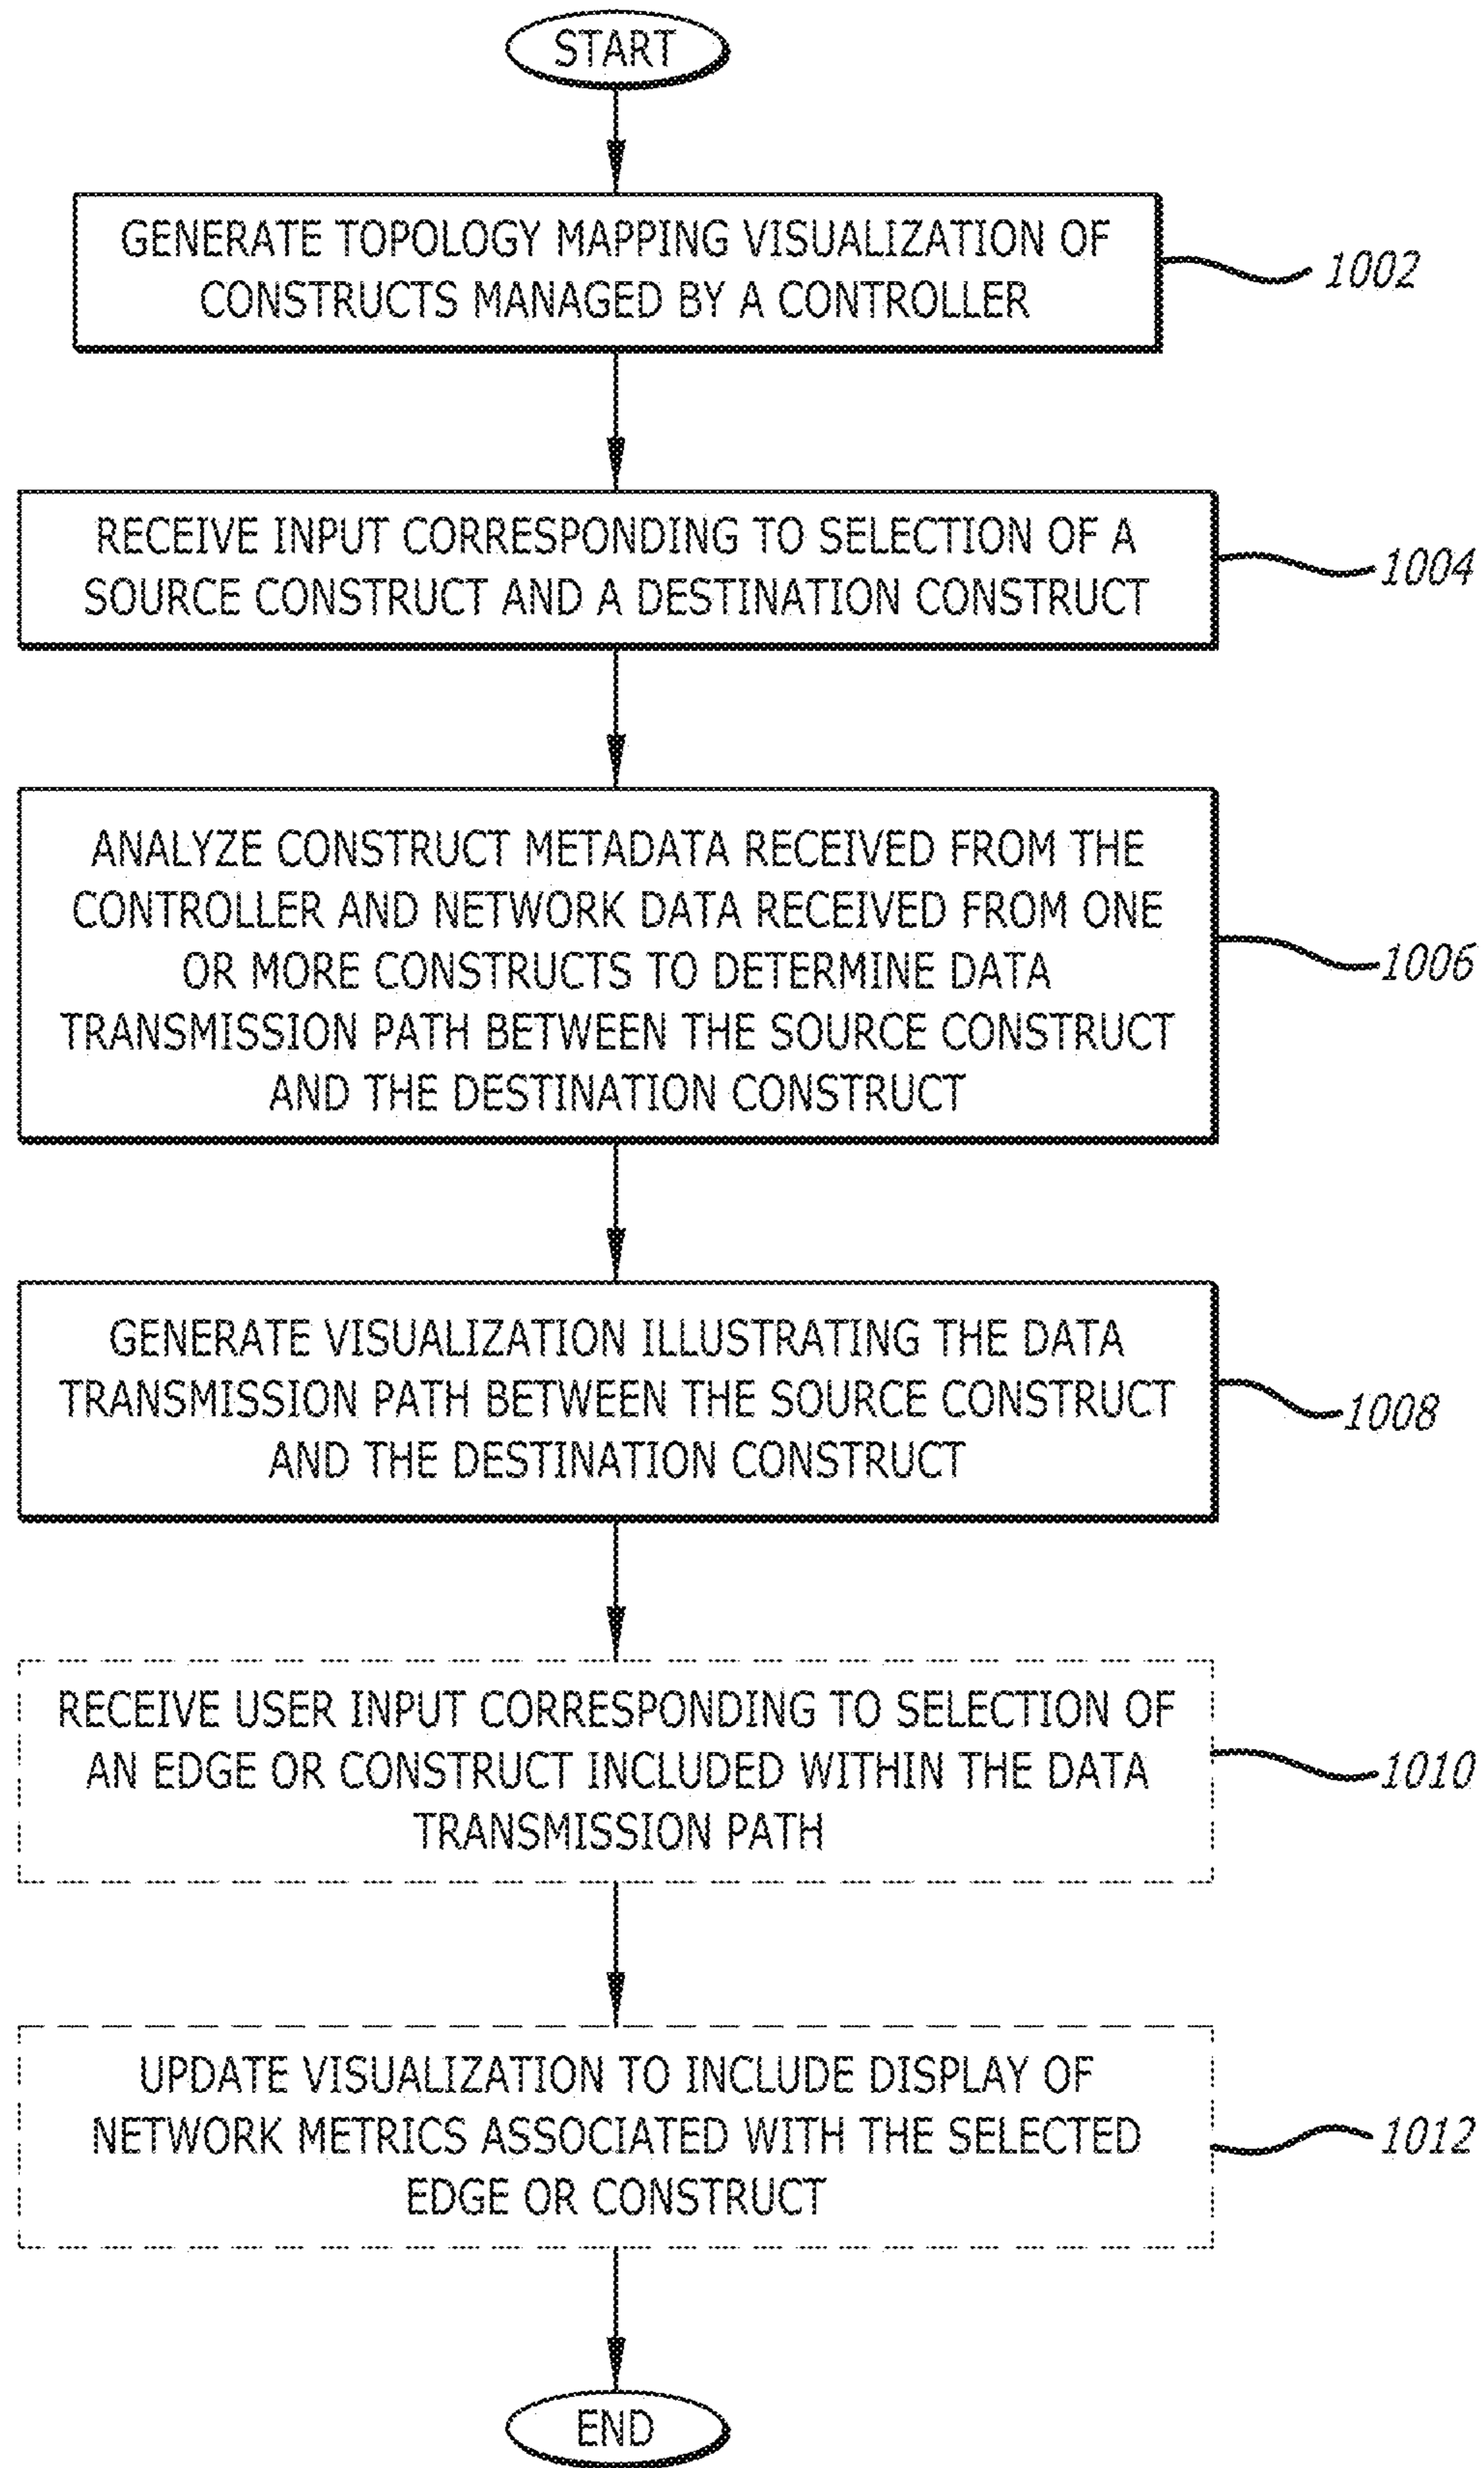 START
GENERATE TOPOLOGY MAPPING VISUALIZATION OF
CONSTRUCTS MANAGED BY A CONTROLLER
1002
RECEIVE INPUT CORRESPONDING TO SELECTION OF A
SOURCE CONSTRUCT AND A DESTINATION CONSTRUCT
1004
ANALYZE CONSTRUCT METADATA RECEIVED FROM THE
CONTROLLER AND NETWORK DATA RECEIVED FROM ONE
OR MORE CONSTRUCTS TO DETERMINE DATA
TRANSMISSION PATH BETWEEN THE SOURCE CONSTRUCT
AND THE DESTINATION CONSTRUCT
1006
GENERATE VISUALIZATION ILLUSTRATING THE DATA
TRANSMISSION PATH BETWEEN THE SOURCE CONSTRUCT
AND THE DESTINATION CONSTRUCT
1008
RECEIVE USER INPUT CORRESPONDING TO SELECTION OF
AN EDGE OR CONSTRUCT INCLUDED WITHIN THE DATA
TRANSMISSION PATH
1010
UPDATE VISUALIZATION TO INCLUDE DISPLAY OF
NETWORK METRICS ASSOCIATED WITH THE SELECTED
EDGE OR CONSTRUCT
1012
END